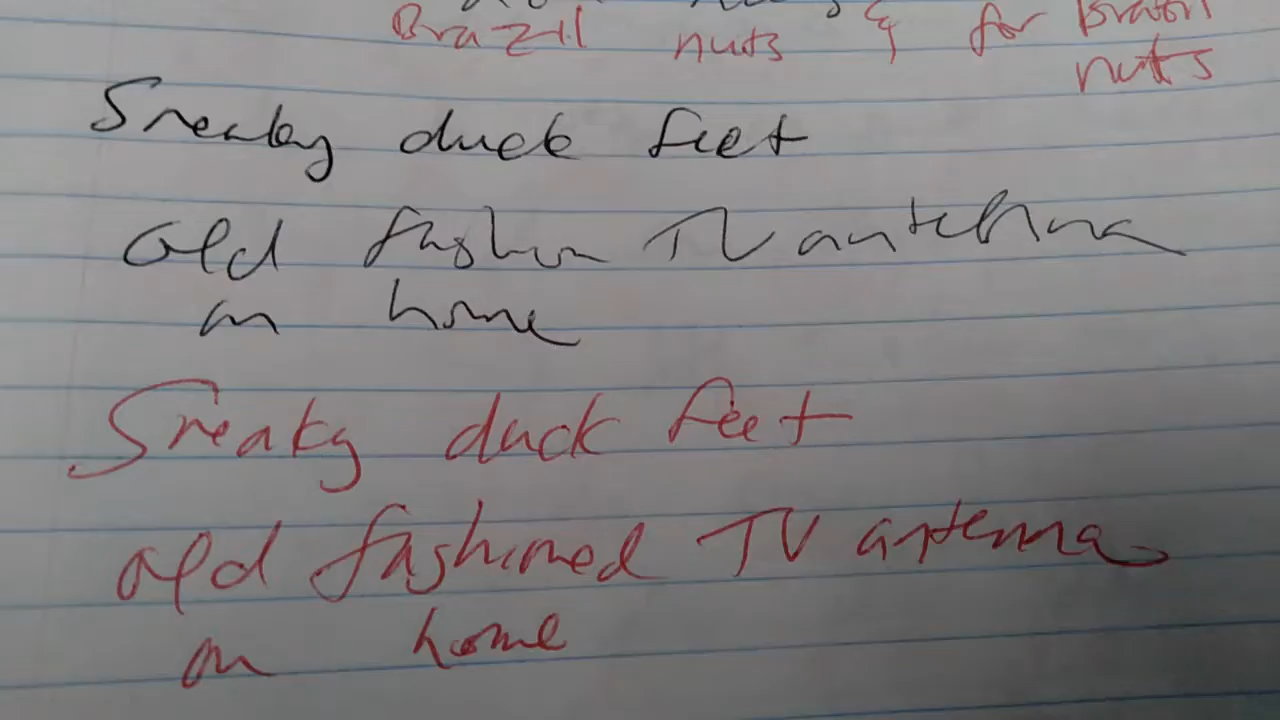 Brazil nuts & for Brazil
nuts
Sneaky duck feet
old fashion TV antenna
on home
Sneaky duck feet
old fashioned TV antenna
on home